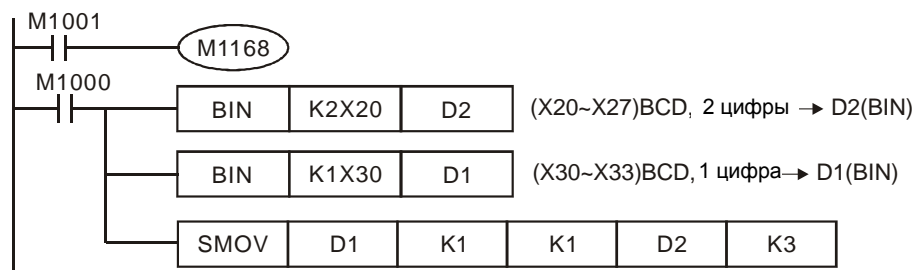 M1001
M1168
M1000
BIN K2X20 D2 (X20~X27)BCD, 2 цифры → D2(BIN)
BIN K1X30 D1 (X30~X33)BCD, 1 цифра → D1(BIN)
SMOV D1 K1 K1 D2 K3